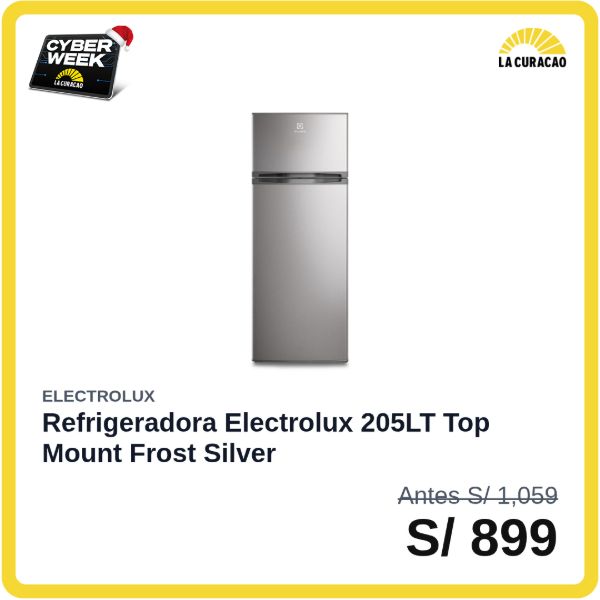 CYBER
WEEK
LA CURACAO
LA CURACAO
ELECTROLUX
Refrigeradora Electrolux 205LT Top
Mount Frost Silver
Antes S/ 1,059
S/ 899